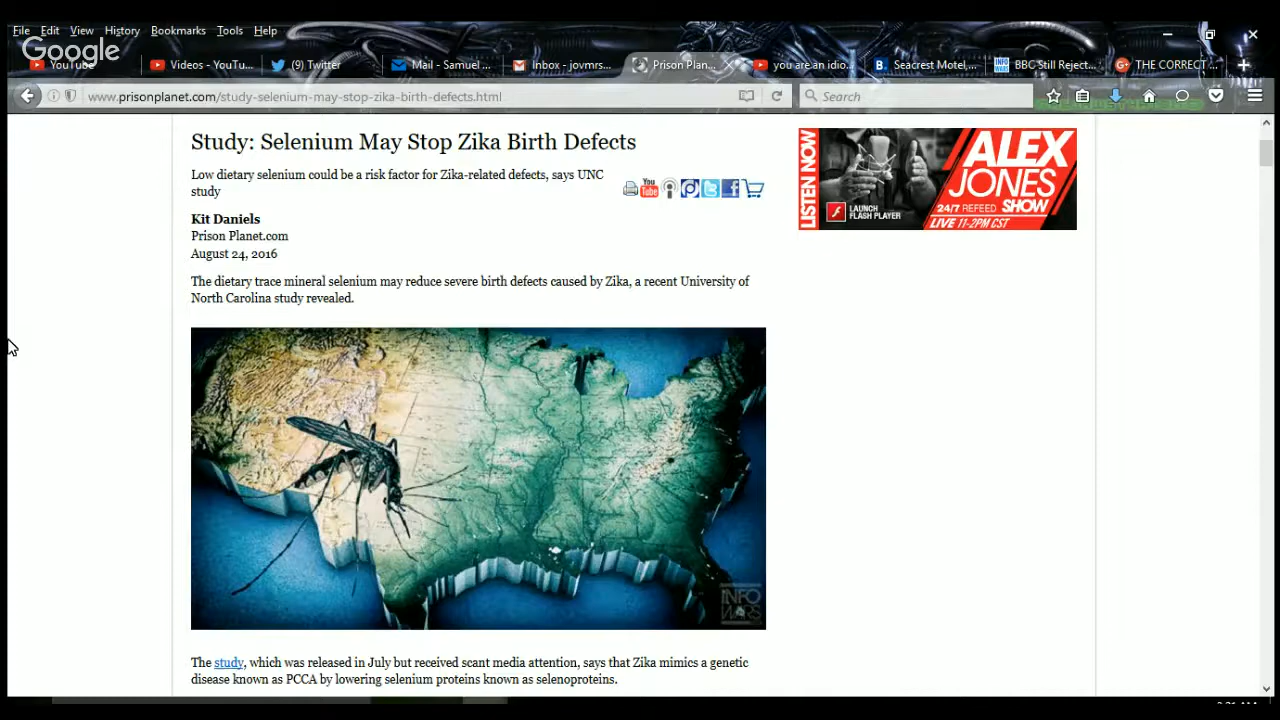 File Edit View History Bookmarks Tools Help
Google
YouTube
Videos - YouTu...
(9) Twitter
Mail - Samuel ...
Inbox - jovmrs...
Prison Plan...
you are an idio...
Seacrest Motel,...
BBC Still Reject...
THE CORRECT ...
www.prisonplanet.com/study-selenium-may-stop-zika-birth-defects.html
Search
Study: Selenium May Stop Zika Birth Defects
Low dietary selenium could be a risk factor for Zika-related defects, says UNC
study
You
Tube
Kit Daniels
Prison Planet.com
August 24, 2016
The dietary trace mineral selenium may reduce severe birth defects caused by Zika, a recent University of
North Carolina study revealed.
LISTEN NOW
ALEX
JONES
SHOW
24/7 REFEED
LIVE 11-2PM CST
LAUNCH
FLASH PLAYER
INFO
WARS
The study, which was released in July but received scant media attention, says that Zika mimics a genetic
disease known as PCCA by lowering selenium proteins known as selenoproteins.